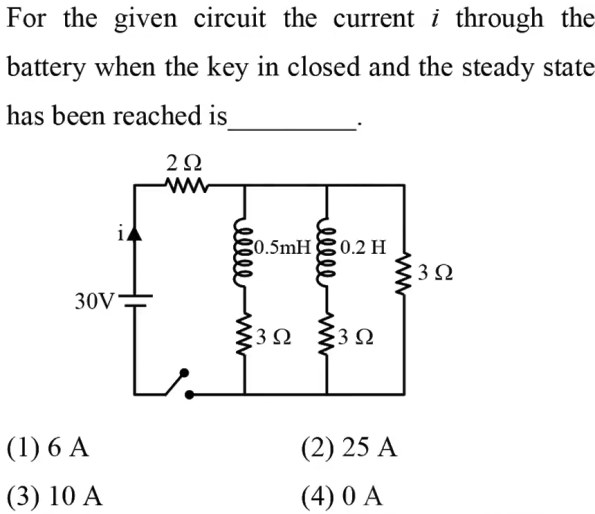 For the given circuit the current i through the
battery when the key in closed and the steady state
has been reached is__________.
2 Ω
i
0.5mH
0.2 H
3 Ω
30V
3 Ω
3 Ω
(1) 6 A
(2) 25 A
(3) 10 A
(4) 0 A